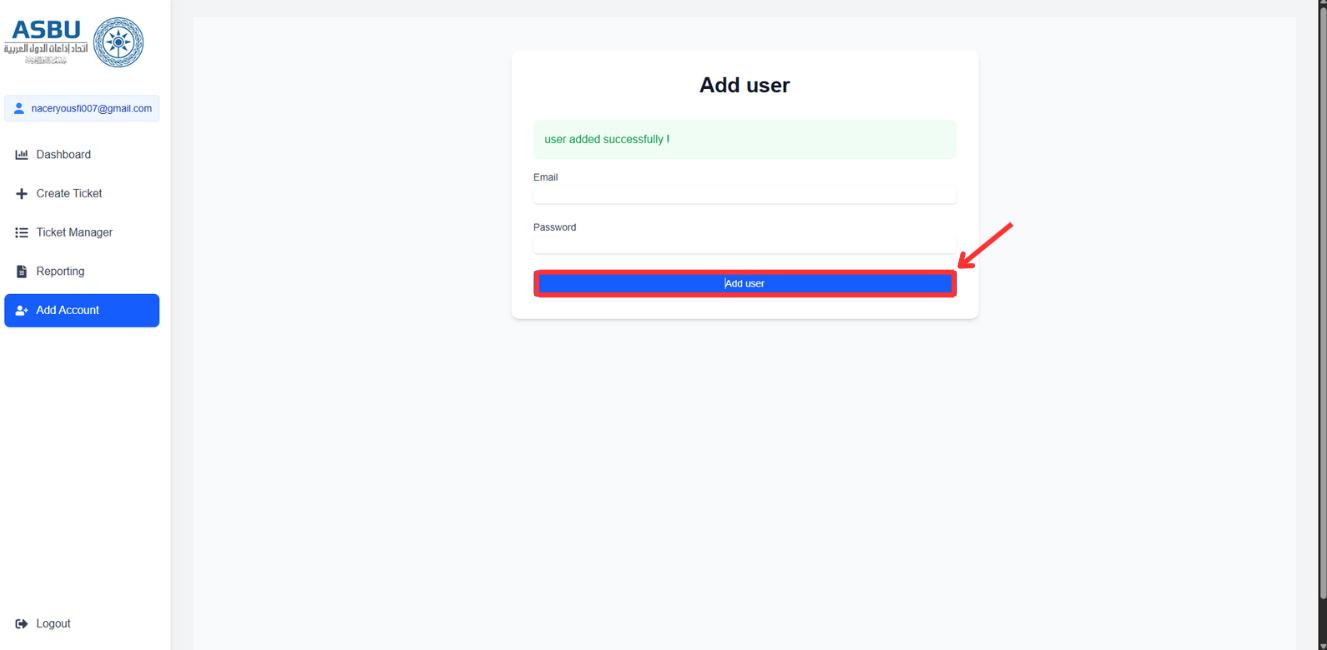 ASBU
اتحاد إذاعات الدول العربية
naceryousfi007@gmail.com
Dashboard
Create Ticket
Ticket Manager
Reporting
Add Account
Logout
Add user
user added successfully !
Email
Password
Add user